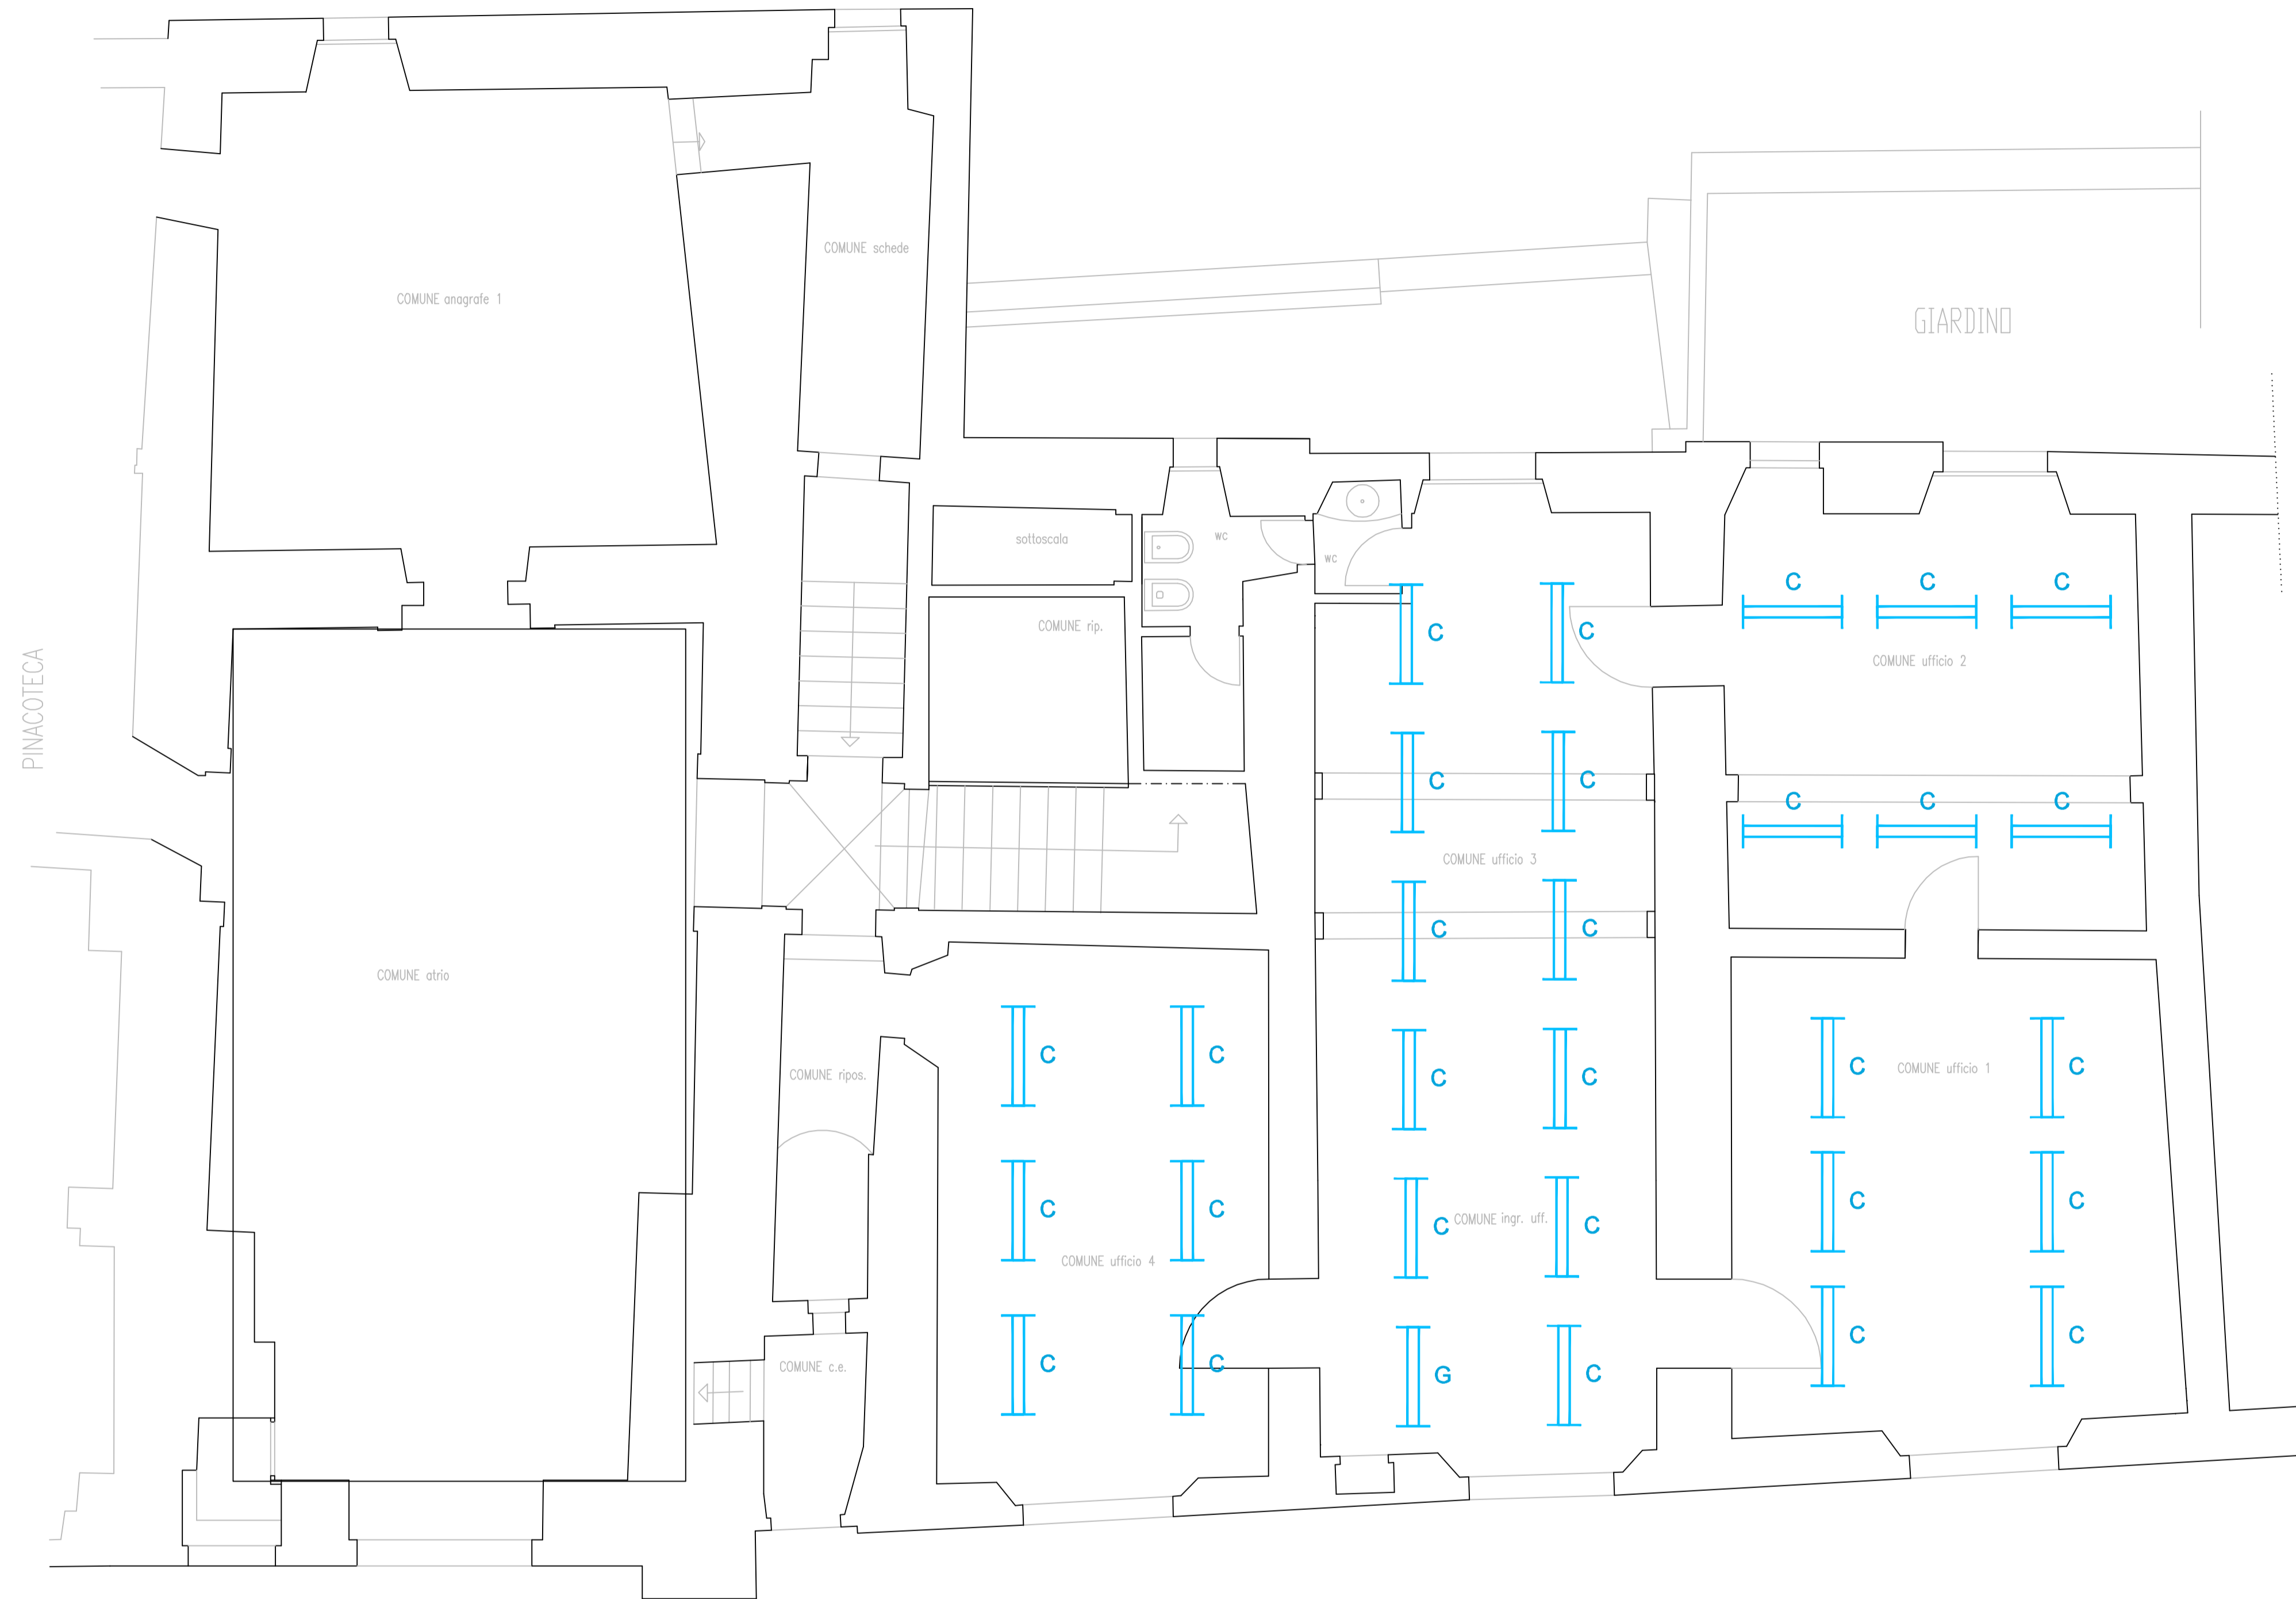 COMUNE schede
COMUNE anagrafe 1
GIARDINO
sottoscala
wc
wc
C C C
COMUNE rip.
C C
PINACOTECA
COMUNE ufficio 2
C C
C C C
COMUNE ufficio 3
C C
COMUNE atrio
C C
COMUNE ripos.
C C
C C
COMUNE ufficio 1
C C
C C
COMUNE ingr. uff.
C C
COMUNE ufficio 4
C C
COMUNE c.e.
C C
G C